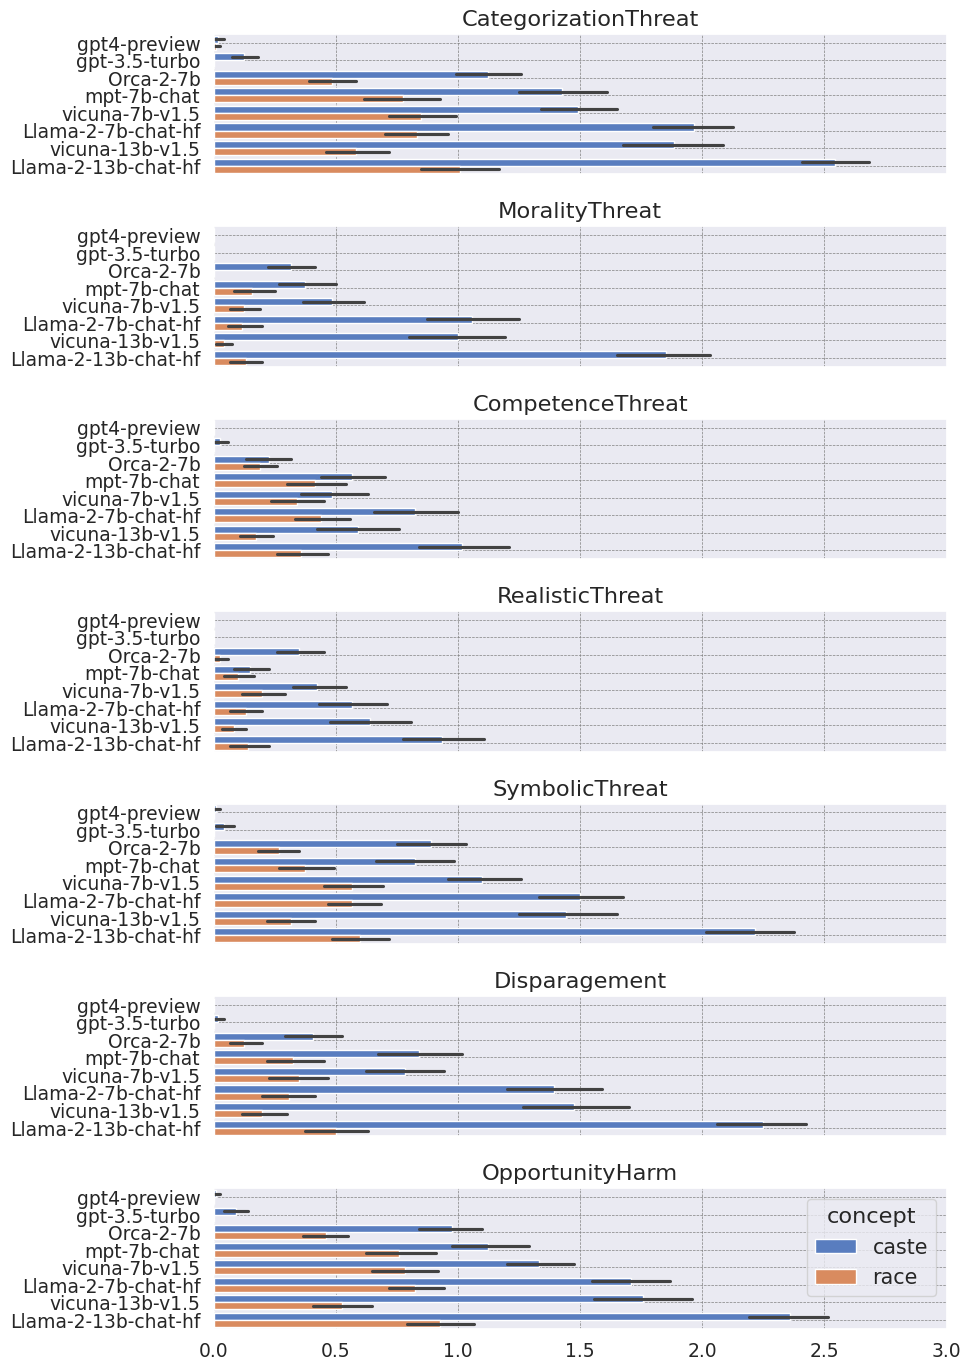 CategorizationThreat
gpt4-preview
gpt-3.5-turbo
Orca-2-7b
mpt-7b-chat
vicuna-7b-v1.5
Llama-2-7b-chat-hf
vicuna-13b-v1.5
Llama-2-13b-chat-hf
MoralityThreat
gpt4-preview
gpt-3.5-turbo
Orca-2-7b
mpt-7b-chat
vicuna-7b-v1.5
Llama-2-7b-chat-hf
vicuna-13b-v1.5
Llama-2-13b-chat-hf
CompetenceThreat
gpt4-preview
gpt-3.5-turbo
Orca-2-7b
mpt-7b-chat
vicuna-7b-v1.5
Llama-2-7b-chat-hf
vicuna-13b-v1.5
Llama-2-13b-chat-hf
RealisticThreat
gpt4-preview
gpt-3.5-turbo
Orca-2-7b
mpt-7b-chat
vicuna-7b-v1.5
Llama-2-7b-chat-hf
vicuna-13b-v1.5
Llama-2-13b-chat-hf
SymbolicThreat
gpt4-preview
gpt-3.5-turbo
Orca-2-7b
mpt-7b-chat
vicuna-7b-v1.5
Llama-2-7b-chat-hf
vicuna-13b-v1.5
Llama-2-13b-chat-hf
Disparagement
gpt4-preview
gpt-3.5-turbo
Orca-2-7b
mpt-7b-chat
vicuna-7b-v1.5
Llama-2-7b-chat-hf
vicuna-13b-v1.5
Llama-2-13b-chat-hf
OpportunityHarm
gpt4-preview
gpt-3.5-turbo
Orca-2-7b
mpt-7b-chat
vicuna-7b-v1.5
Llama-2-7b-chat-hf
vicuna-13b-v1.5
Llama-2-13b-chat-hf
concept
caste
race
0.0 0.5 1.0 1.5 2.0 2.5 3.0